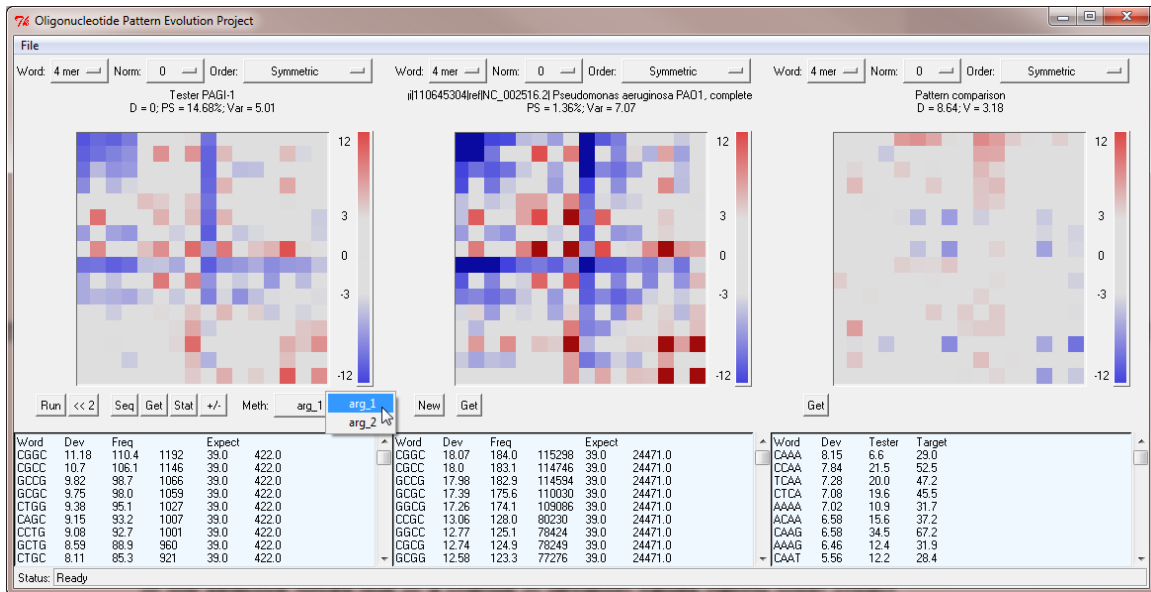 Oligonucleotide Pattern Evolution Project
File
Word: 4 mer Norm: 0 Order: Symmetric
Tester PAGI-1
D = 0; PS = 14.68%; Var = 5.01
12
3
0
-3
-12
Run << 2 Seq Get Stat +/- Meth: arg_1
arg_1
arg_2
Word: 4 mer Norm: 0 Order: Symmetric
gi|110645304|ref|NC_002516.2| Pseudomonas aeruginosa PAO1, complete
PS = 1.36%; Var = 7.07
12
3
0
-3
-12
New Get
Word: 4 mer Norm: 0 Order: Symmetric
Pattern comparison
D = 8.64; V = 3.18
12
3
0
-3
-12
Get
Word Dev Freq Expect
CGGC 11.18 110.4 1192 39.0 422.0
CGCC 10.7 106.1 1146 39.0 422.0
GCCG 9.82 98.7 1066 39.0 422.0
GCGC 9.75 98.0 1059 39.0 422.0
CTGG 9.38 95.1 1027 39.0 422.0
CAGC 9.15 93.2 1007 39.0 422.0
CCTG 9.08 92.7 1001 39.0 422.0
GCTG 8.59 88.9 960 39.0 422.0
CTGC 8.11 85.3 921 39.0 422.0
Word Dev Freq Expect
CGGC 18.07 184.0 115298 39.0 24471.0
CGCC 18.0 183.1 114746 39.0 24471.0
GCCG 17.98 182.9 114594 39.0 24471.0
GCGC 17.39 175.6 110030 39.0 24471.0
GGCG 17.26 174.1 109086 39.0 24471.0
CCGC 13.06 128.0 80230 39.0 24471.0
GGCC 12.77 125.1 78424 39.0 24471.0
CGCG 12.74 124.9 78249 39.0 24471.0
GCGG 12.58 123.3 77276 39.0 24471.0
Word Dev Tester Target
CAAA 8.15 6.6 29.0
CCAA 7.84 21.5 52.5
TCAA 7.28 20.0 47.2
CTCA 7.08 19.6 45.5
AAAA 7.02 10.9 31.7
ACAA 6.58 15.6 37.2
CAAG 6.58 34.5 67.2
AAAG 6.46 12.4 31.9
CAAT 5.56 12.2 28.4
Status: Ready